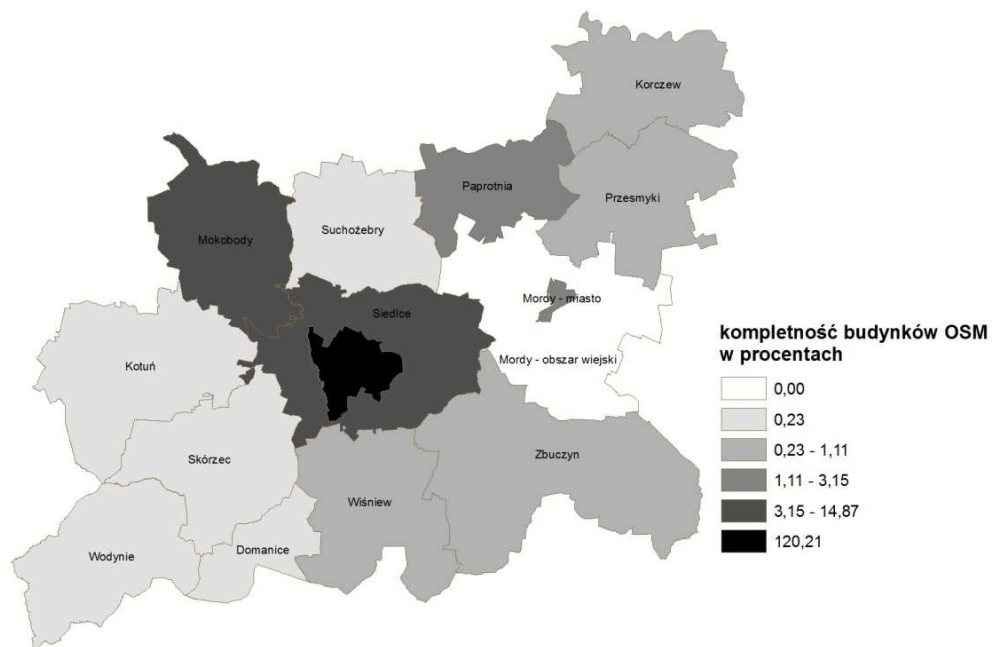 Korczew
Paprotnia
Przesmyki
Suchożebry
Mokobody
Mordy - miasto
Siedlce
Mordy - obszar wiejski
Kotuń
Zbuczyn
Skórzec
Wiśniew
Wodynie
Domanice
kompletność budynków OSM
w procentach
0,00
0,23
0,23 - 1,11
1,11 - 3,15
3,15 - 14,87
120,21